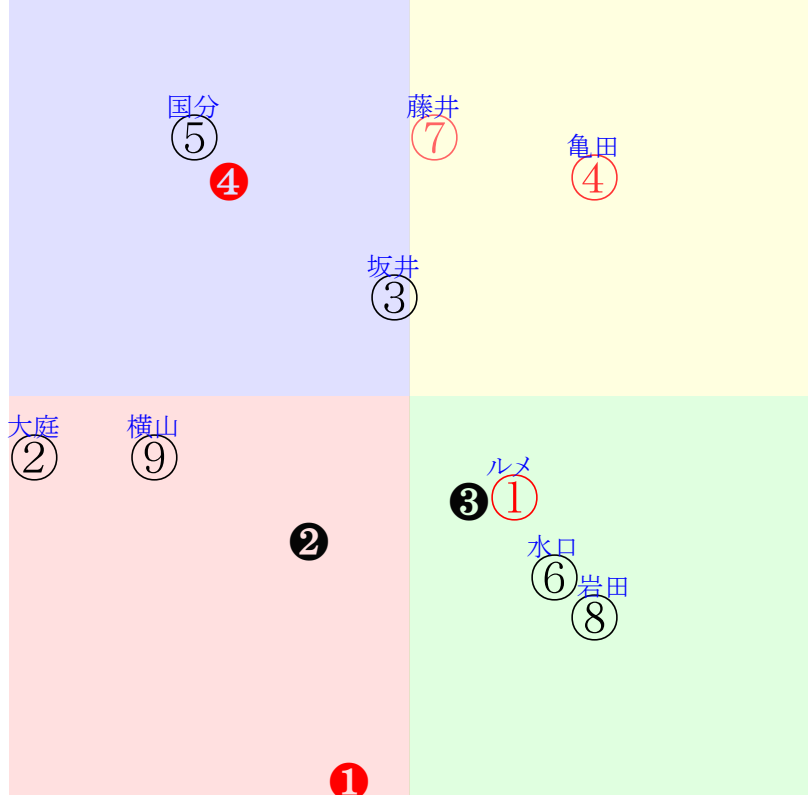 国分
⑤
❹
藤井
⑦
亀田
④
坂井
③
大庭
②
横山
⑨
ルメ
❸
①
❷
水口
⑥
岩田
⑧
❶